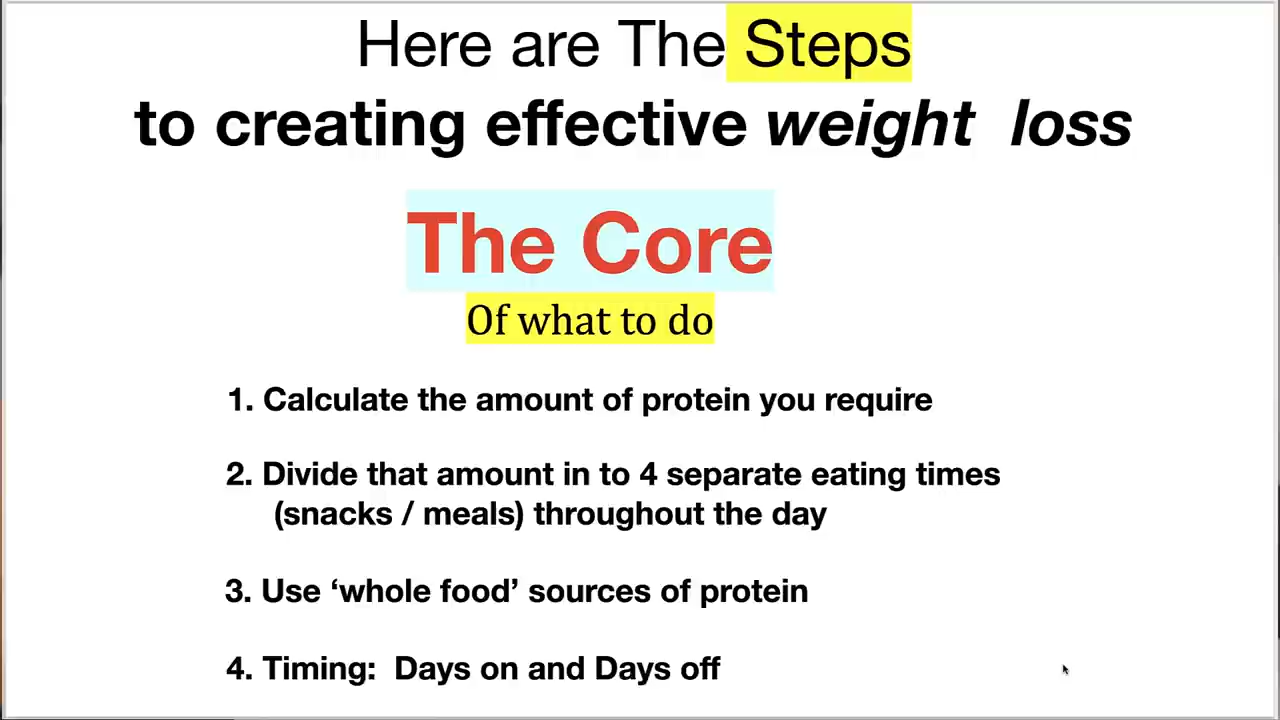 Here are The Steps
to creating effective weight loss
The Core
Of what to do
1. Calculate the amount of protein you require
2. Divide that amount in to 4 separate eating times
(snacks / meals) throughout the day
3. Use ‘whole food’ sources of protein
4. Timing: Days on and Days off